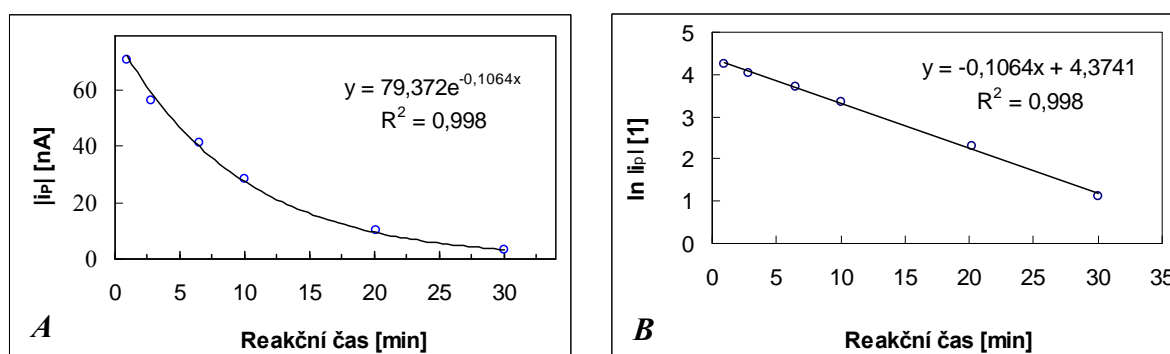 |iₚ| [nA]
60
40
20
0
y = 79,372e^-0,1064x
R² = 0,998
0 5 10 15 20 25 30
A
Reakční čas [min]
ln |iₚ| [1]
5
4
3
2
1
0
y = -0,1064x + 4,3741
R² = 0,998
0 5 10 15 20 25 30 35
B
Reakční čas [min]